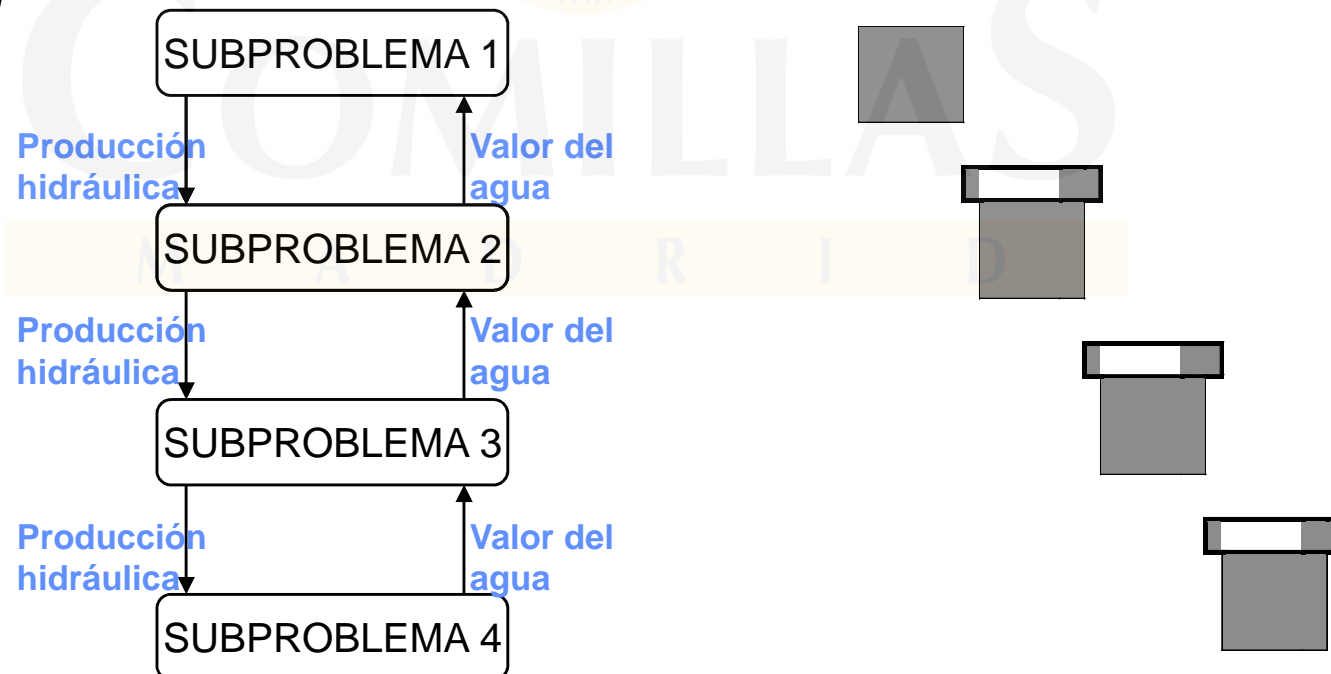 COMILLAS
M A D R I D
SUBPROBLEMA 1
Producción
hidráulica
Valor del
agua
SUBPROBLEMA 2
Producción
hidráulica
Valor del
agua
SUBPROBLEMA 3
Producción
hidráulica
Valor del
agua
SUBPROBLEMA 4